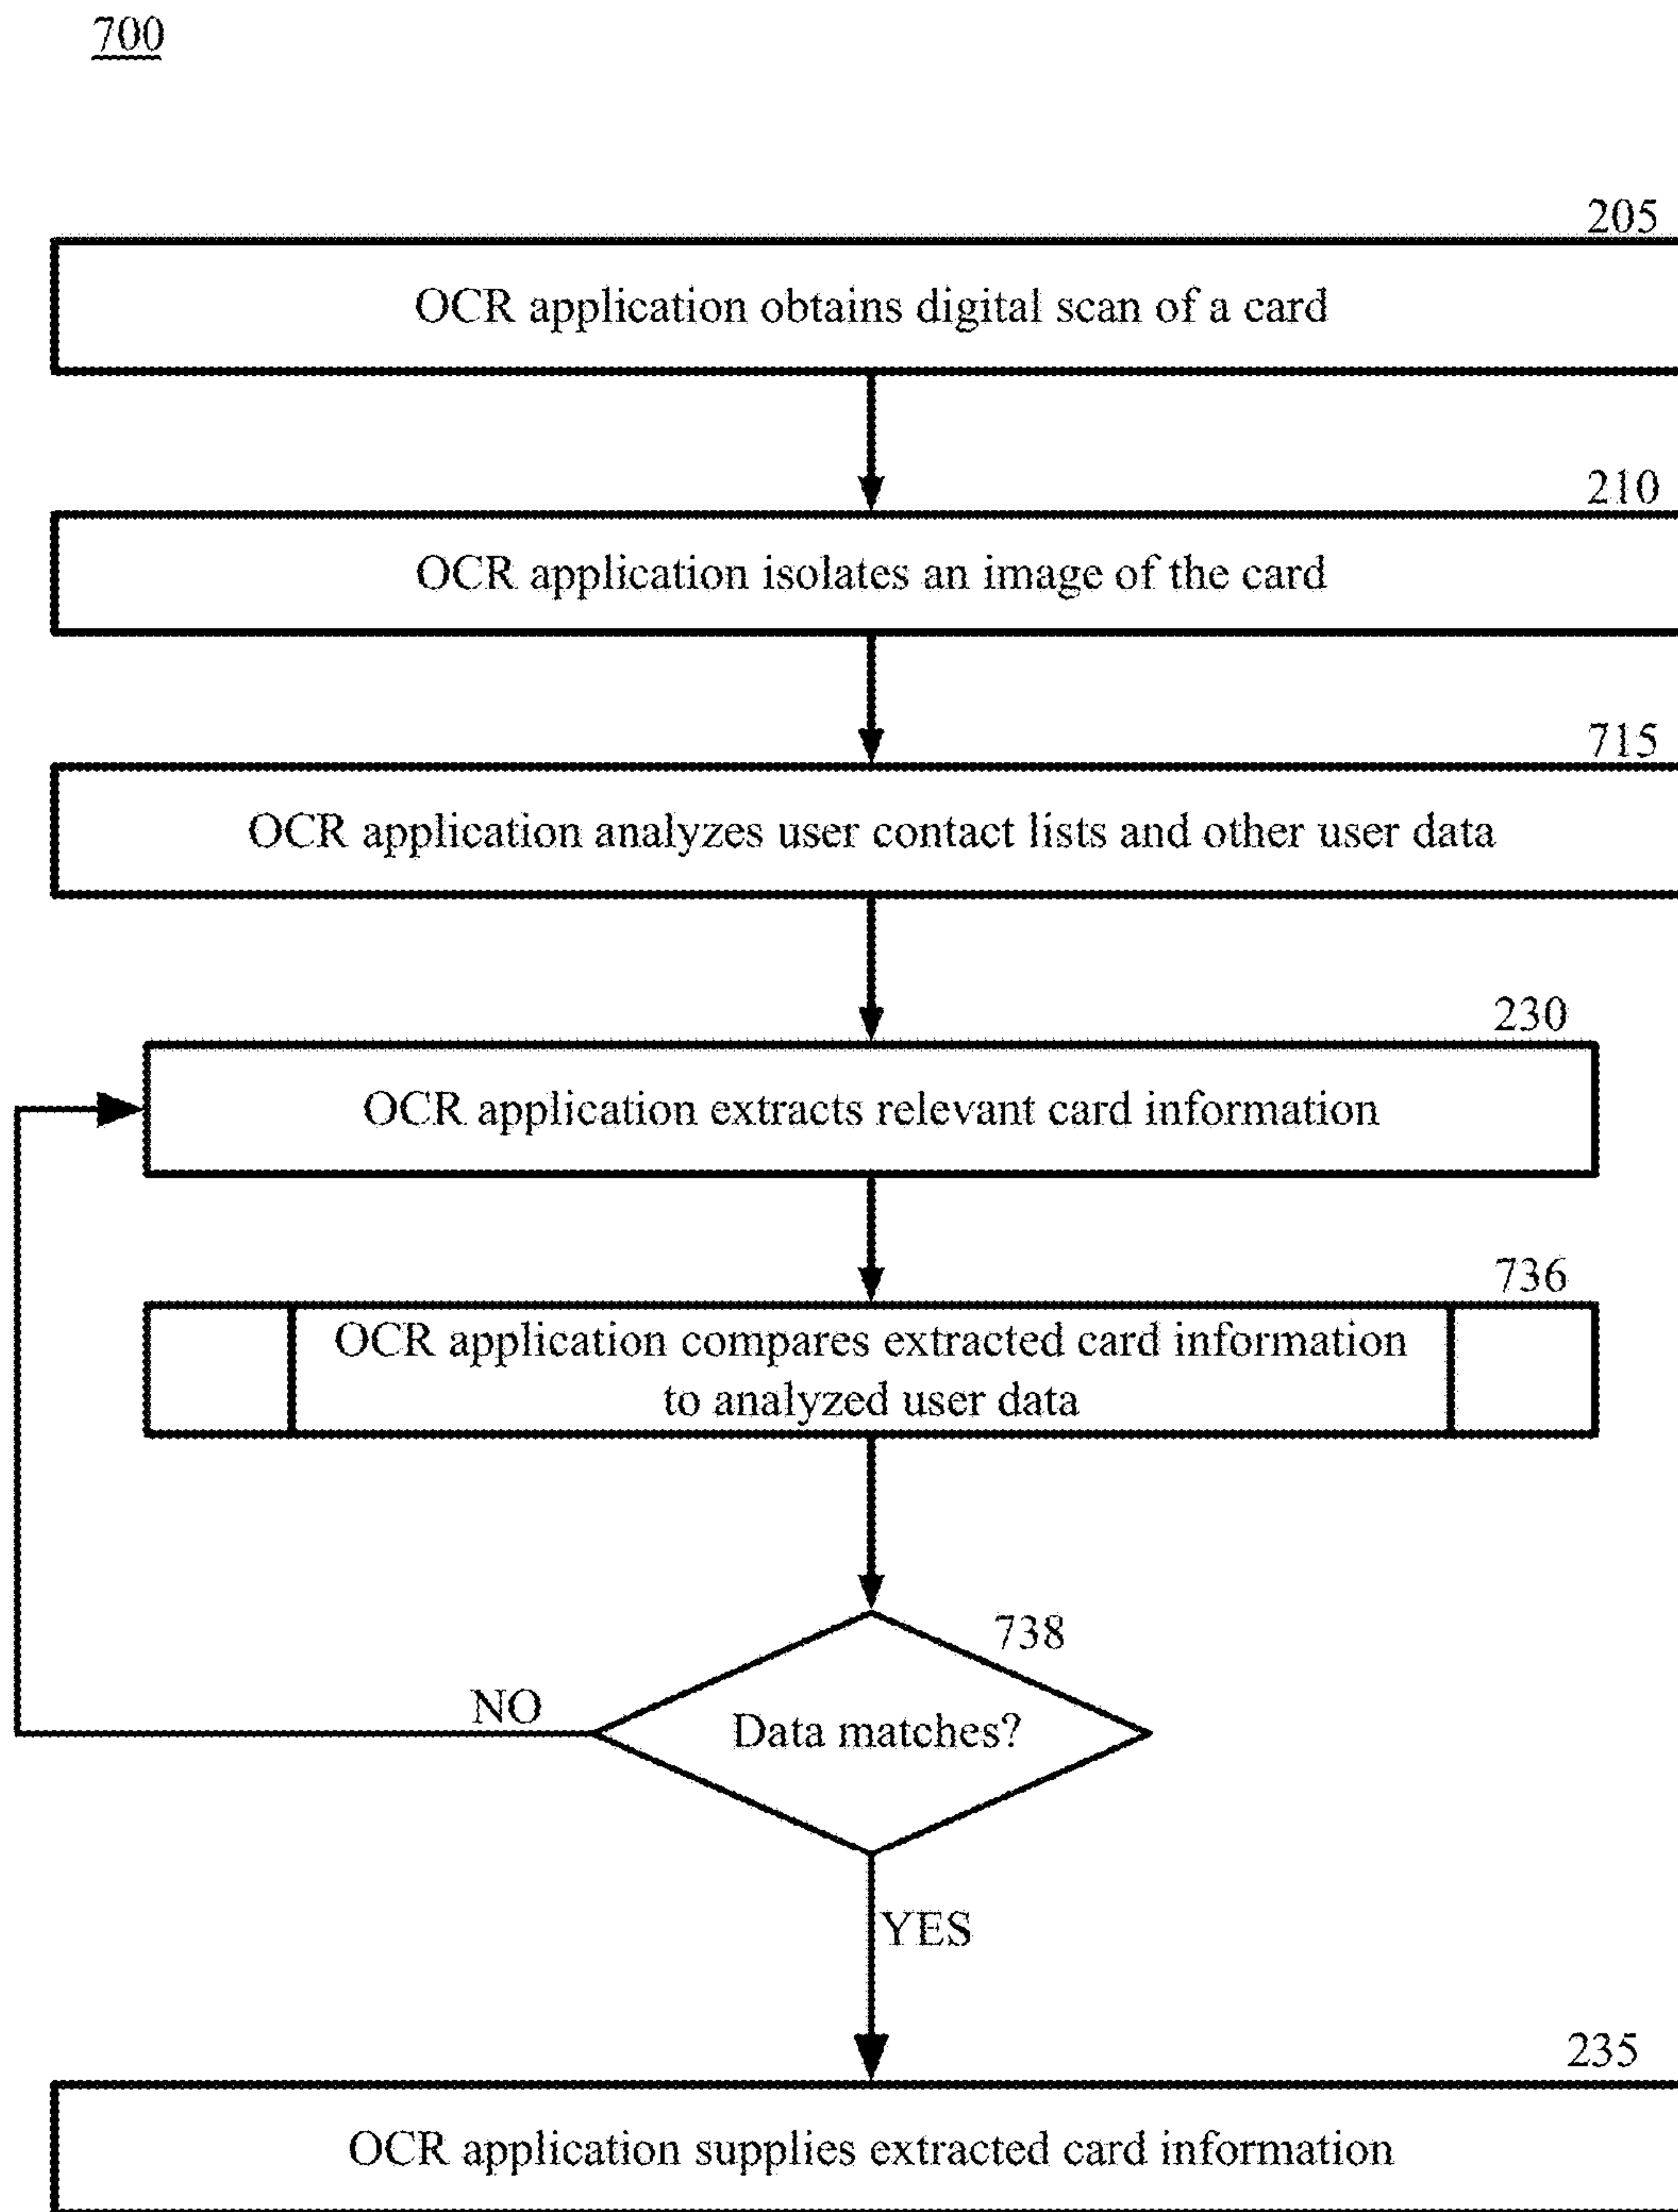 700
205
OCR application obtains digital scan of a card
210
OCR application isolates an image of the card
715
OCR application analyzes user contact lists and other user data
230
OCR application extracts relevant card information
736
OCR application compares extracted card information
to analyzed user data
738
Data matches?
NO
YES
235
OCR application supplies extracted card information